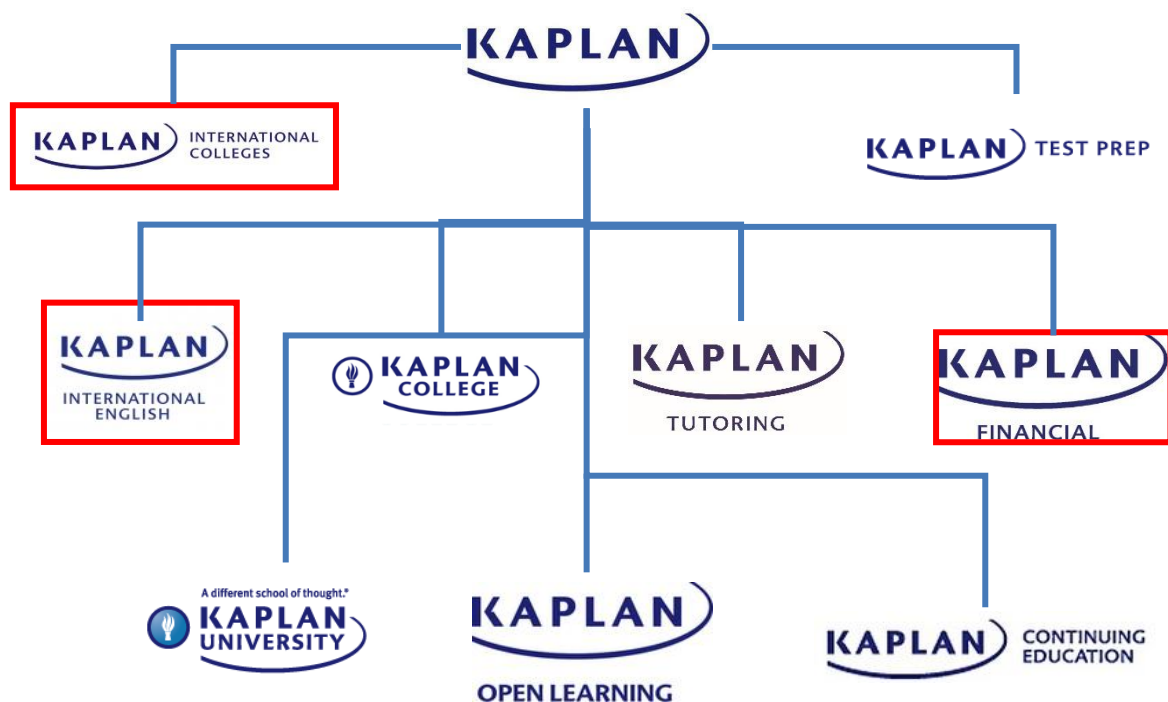 KAPLAN
KAPLAN INTERNATIONAL
COLLEGES
KAPLAN TEST PREP
KAPLAN
INTERNATIONAL
ENGLISH
KAPLAN
COLLEGE
KAPLAN
TUTORING
KAPLAN
FINANCIAL
A different school of thought.®
KAPLAN
UNIVERSITY
KAPLAN
OPEN LEARNING
KAPLAN CONTINUING
EDUCATION